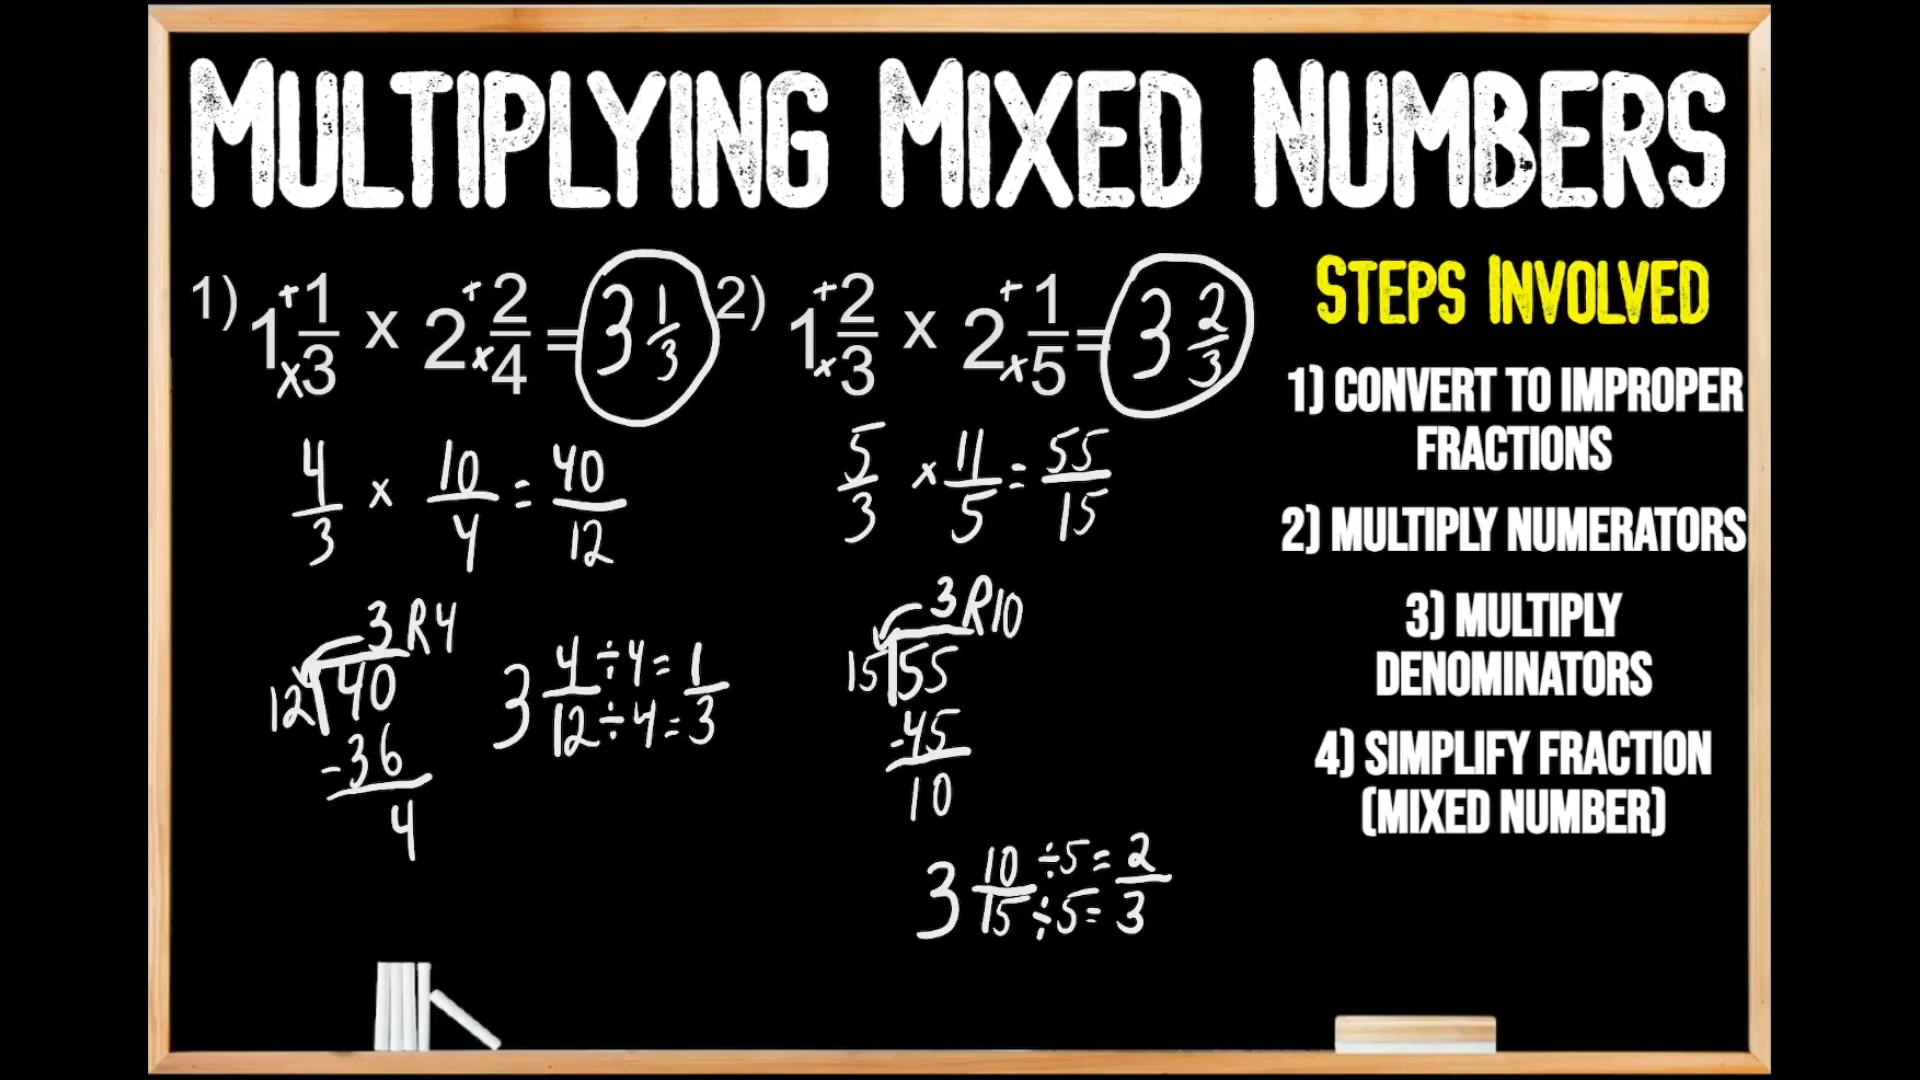 MULTIPLYING MIXED NUMBERS
1) 1 + 1/3 x × 2 + 2/4 x = 3 1/3
4/3 × 10/4 = 40/12
3 R4
12 40
-36
4
3 4/12 ÷4= ÷4= 1/3
2) 1 + 2/3 x × 2 + 1/5 x = 3 2/3
5/3 × 11/5 = 55/15
3 R10
15 55
-45
10
3 10/15 ÷5= ÷5= 2/3
STEPS INVOLVED
1) CONVERT TO IMPROPER
FRACTIONS
2) MULTIPLY NUMERATORS
3) MULTIPLY
DENOMINATORS
4) SIMPLIFY FRACTION
(MIXED NUMBER)